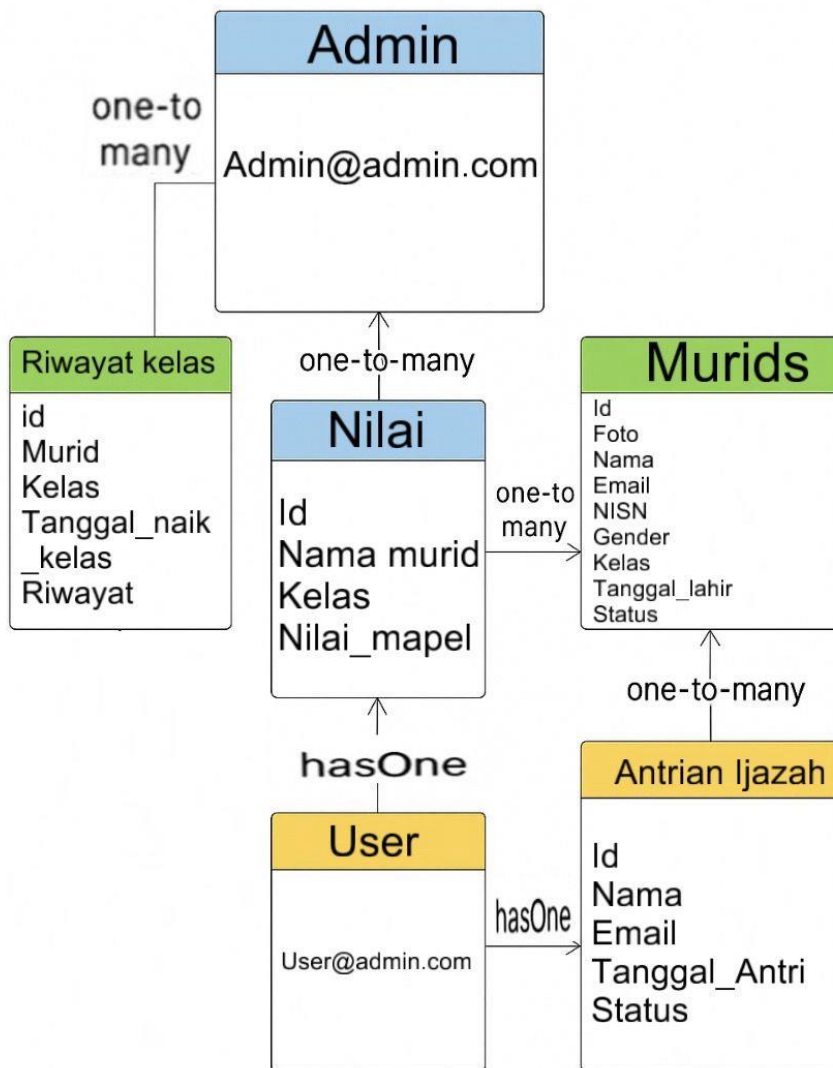 Admin
Admin@admin.com
one-to
many
Riwayat kelas
id
Murid
Kelas
Tanggal_naik
_kelas
Riwayat
one-to-many
Nilai
Id
Nama murid
Kelas
Nilai_mapel
one-to
many
Murids
Id
Foto
Nama
Email
NISN
Gender
Kelas
Tanggal_lahir
Status
one-to-many
hasOne
User
User@admin.com
hasOne
Antrian Ijazah
Id
Nama
Email
Tanggal_Antri
Status